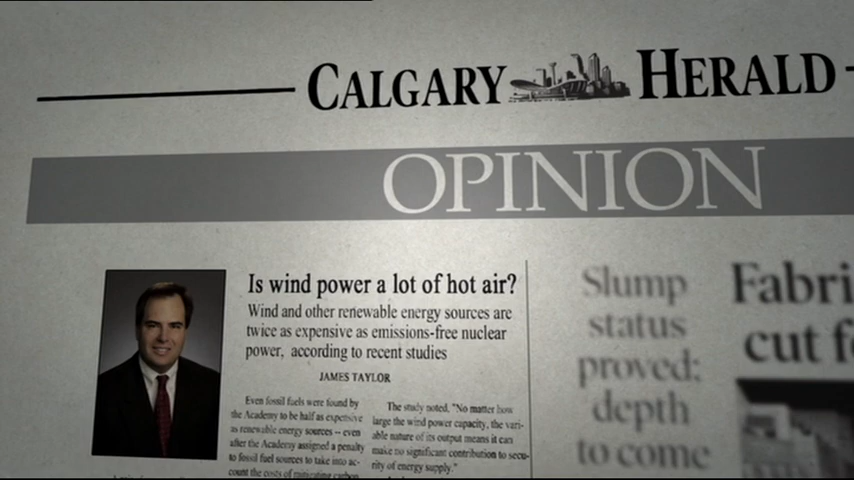 CALGARY HERALD
OPINION
Is wind power a lot of hot air?
Wind and other renewable energy sources are
twice as expensive as emissions-free nuclear
power, according to recent studies
JAMES TAYLOR
Even fossil fuels were found by
the Academy to be half as expensive
as renewable energy sources -- even
after the Academy assigned a penalty
to fossil fuel sources to take into ac-
count the costs of mitigating carbon
The study noted, "No matter how
large the wind power capacity, the vari-
able nature of its output means it can
make no significant contribution to secu-
rity of energy supply."
Slump
status
proved:
depth
to come
Fabri
cut f